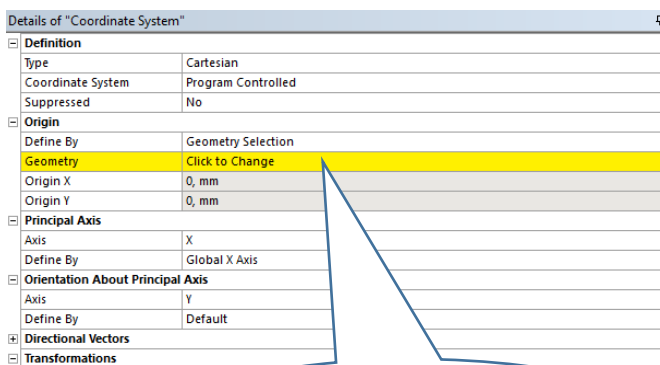 Details of "Coordinate System"
Definition
Type Cartesian
Coordinate System Program Controlled
Suppressed No
Origin
Define By Geometry Selection
Geometry Click to Change
Origin X 0, mm
Origin Y 0, mm
Principal Axis
Axis X
Define By Global X Axis
Orientation About Principal Axis
Axis Y
Define By Default
Directional Vectors
Transformations